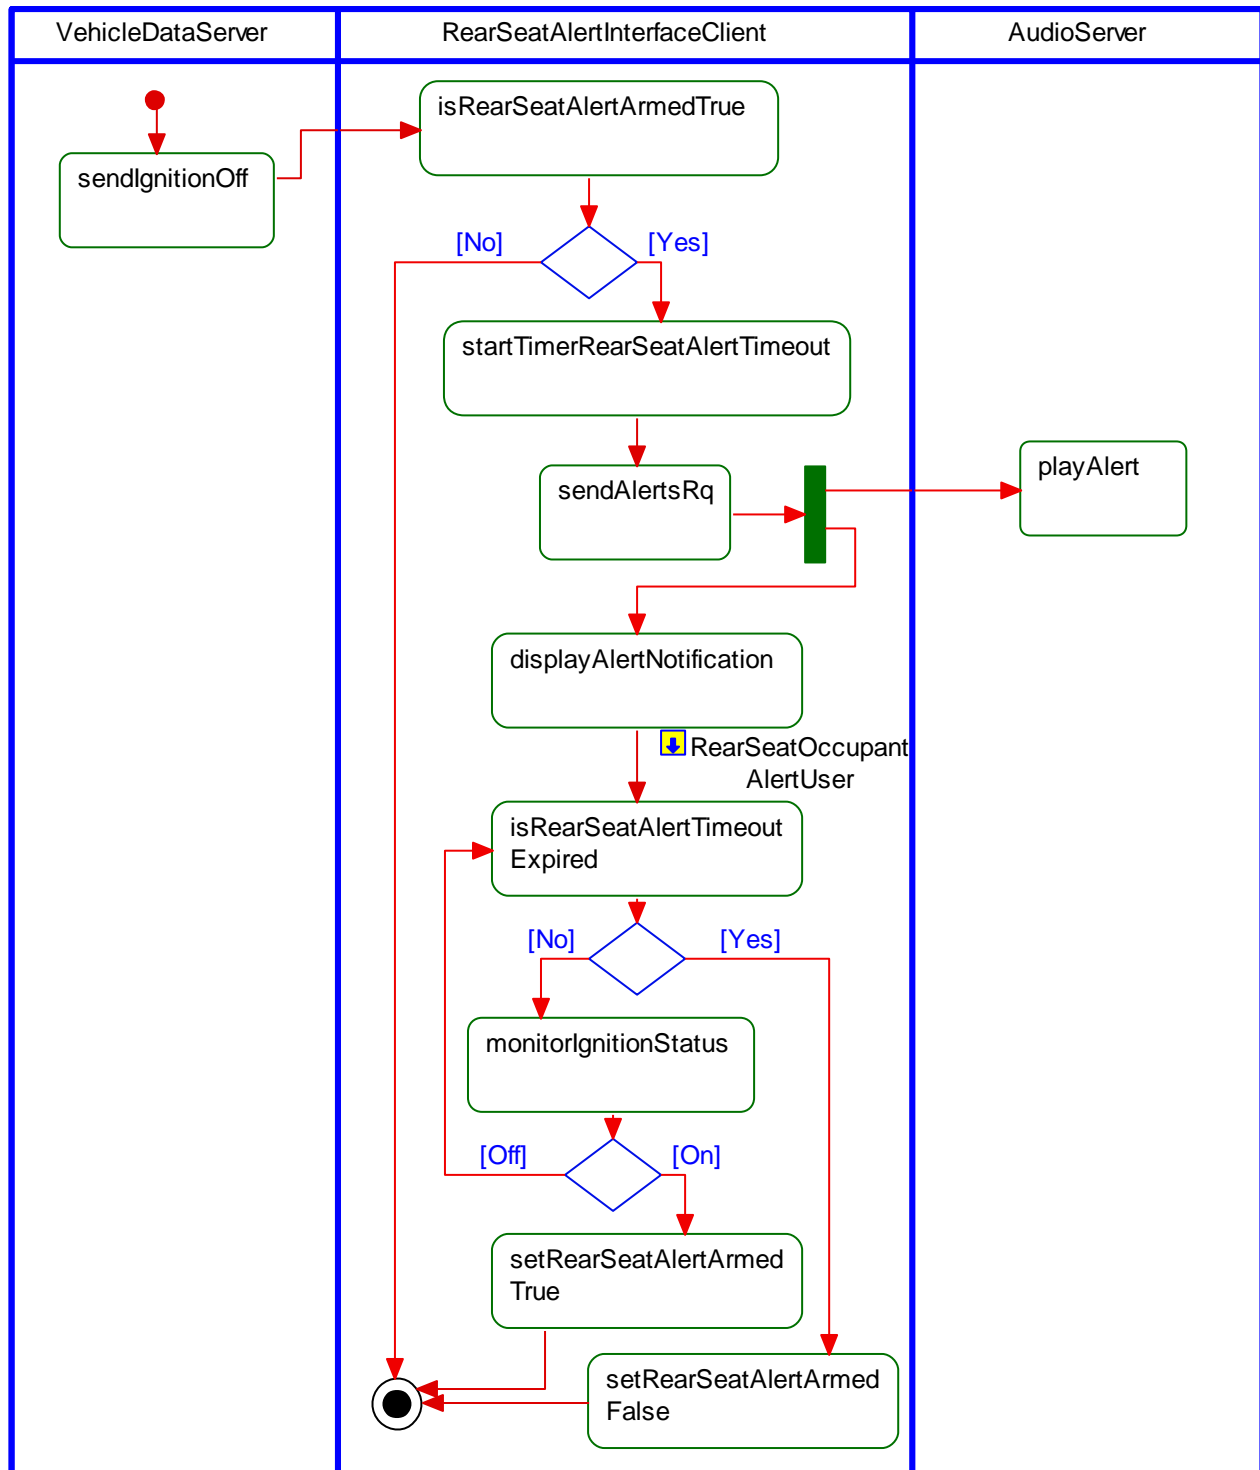 VehicleDataServer
RearSeatAlertInterfaceClient
AudioServer
isRearSeatAlertArmedTrue
sendIgnitionOff
[No]
[Yes]
startTimerRearSeatAlertTimeout
sendAlertsRq
playAlert
displayAlertNotification
RearSeatOccupant
AlertUser
isRearSeatAlertTimeout
Expired
[No]
[Yes]
monitorIgnitionStatus
[Off]
[On]
setRearSeatAlertArmed
True
setRearSeatAlertArmed
False